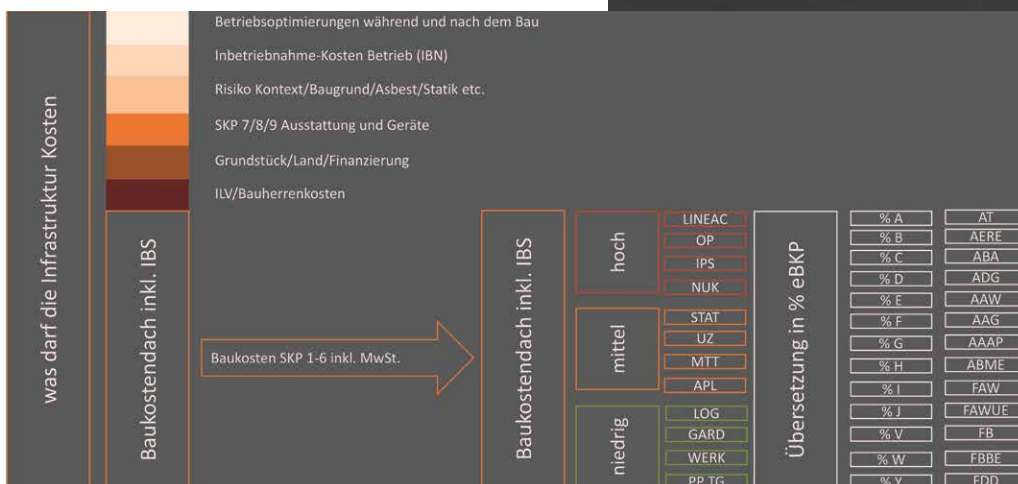 was darf die Infrastruktur Kosten
Betriebsoptimierungen während und nach dem Bau
Inbetriebnahme-Kosten Betrieb (IBN)
Risiko Kontext/Baugrund/Asbest/Statik etc.
SKP 7/8/9 Ausstattung und Geräte
Grundstück/Land/Finanzierung
ILV/Bauherrenkosten
Baukostendach inkl. IBS
Baukosten SKP 1-6 inkl. MwSt.
Baukostendach inkl. IBS
hoch
LINEAC
OP
IPS
NUK
mittel
STAT
UZ
MTT
APL
niedrig
LOG
GARD
WERK
PP TG
Übersetzung in % eBKP
% A
% B
% C
% D
% E
% F
% G
% H
% I
% J
% V
% W
% Y
AT
AERE
ABA
ADG
AAW
AAG
AAAP
ABME
FAW
FAWUE
FB
FBBE
FDD